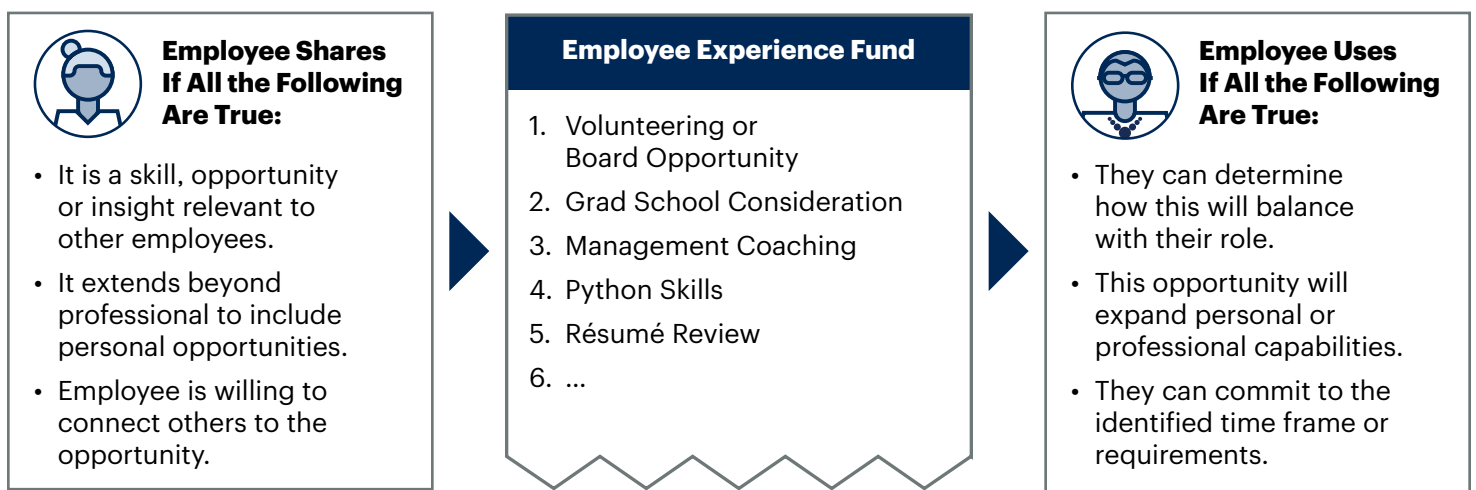 Employee Shares
If All the Following
Are True:
• It is a skill, opportunity
or insight relevant to
other employees.
• It extends beyond
professional to include
personal opportunities.
• Employee is willing to
connect others to the
opportunity.
Employee Experience Fund
1. Volunteering or
Board Opportunity
2. Grad School Consideration
3. Management Coaching
4. Python Skills
5. Résumé Review
6. ...
Employee Uses
If All the Following
Are True:
• They can determine
how this will balance
with their role.
• This opportunity will
expand personal or
professional capabilities.
• They can commit to the
identified time frame or
requirements.